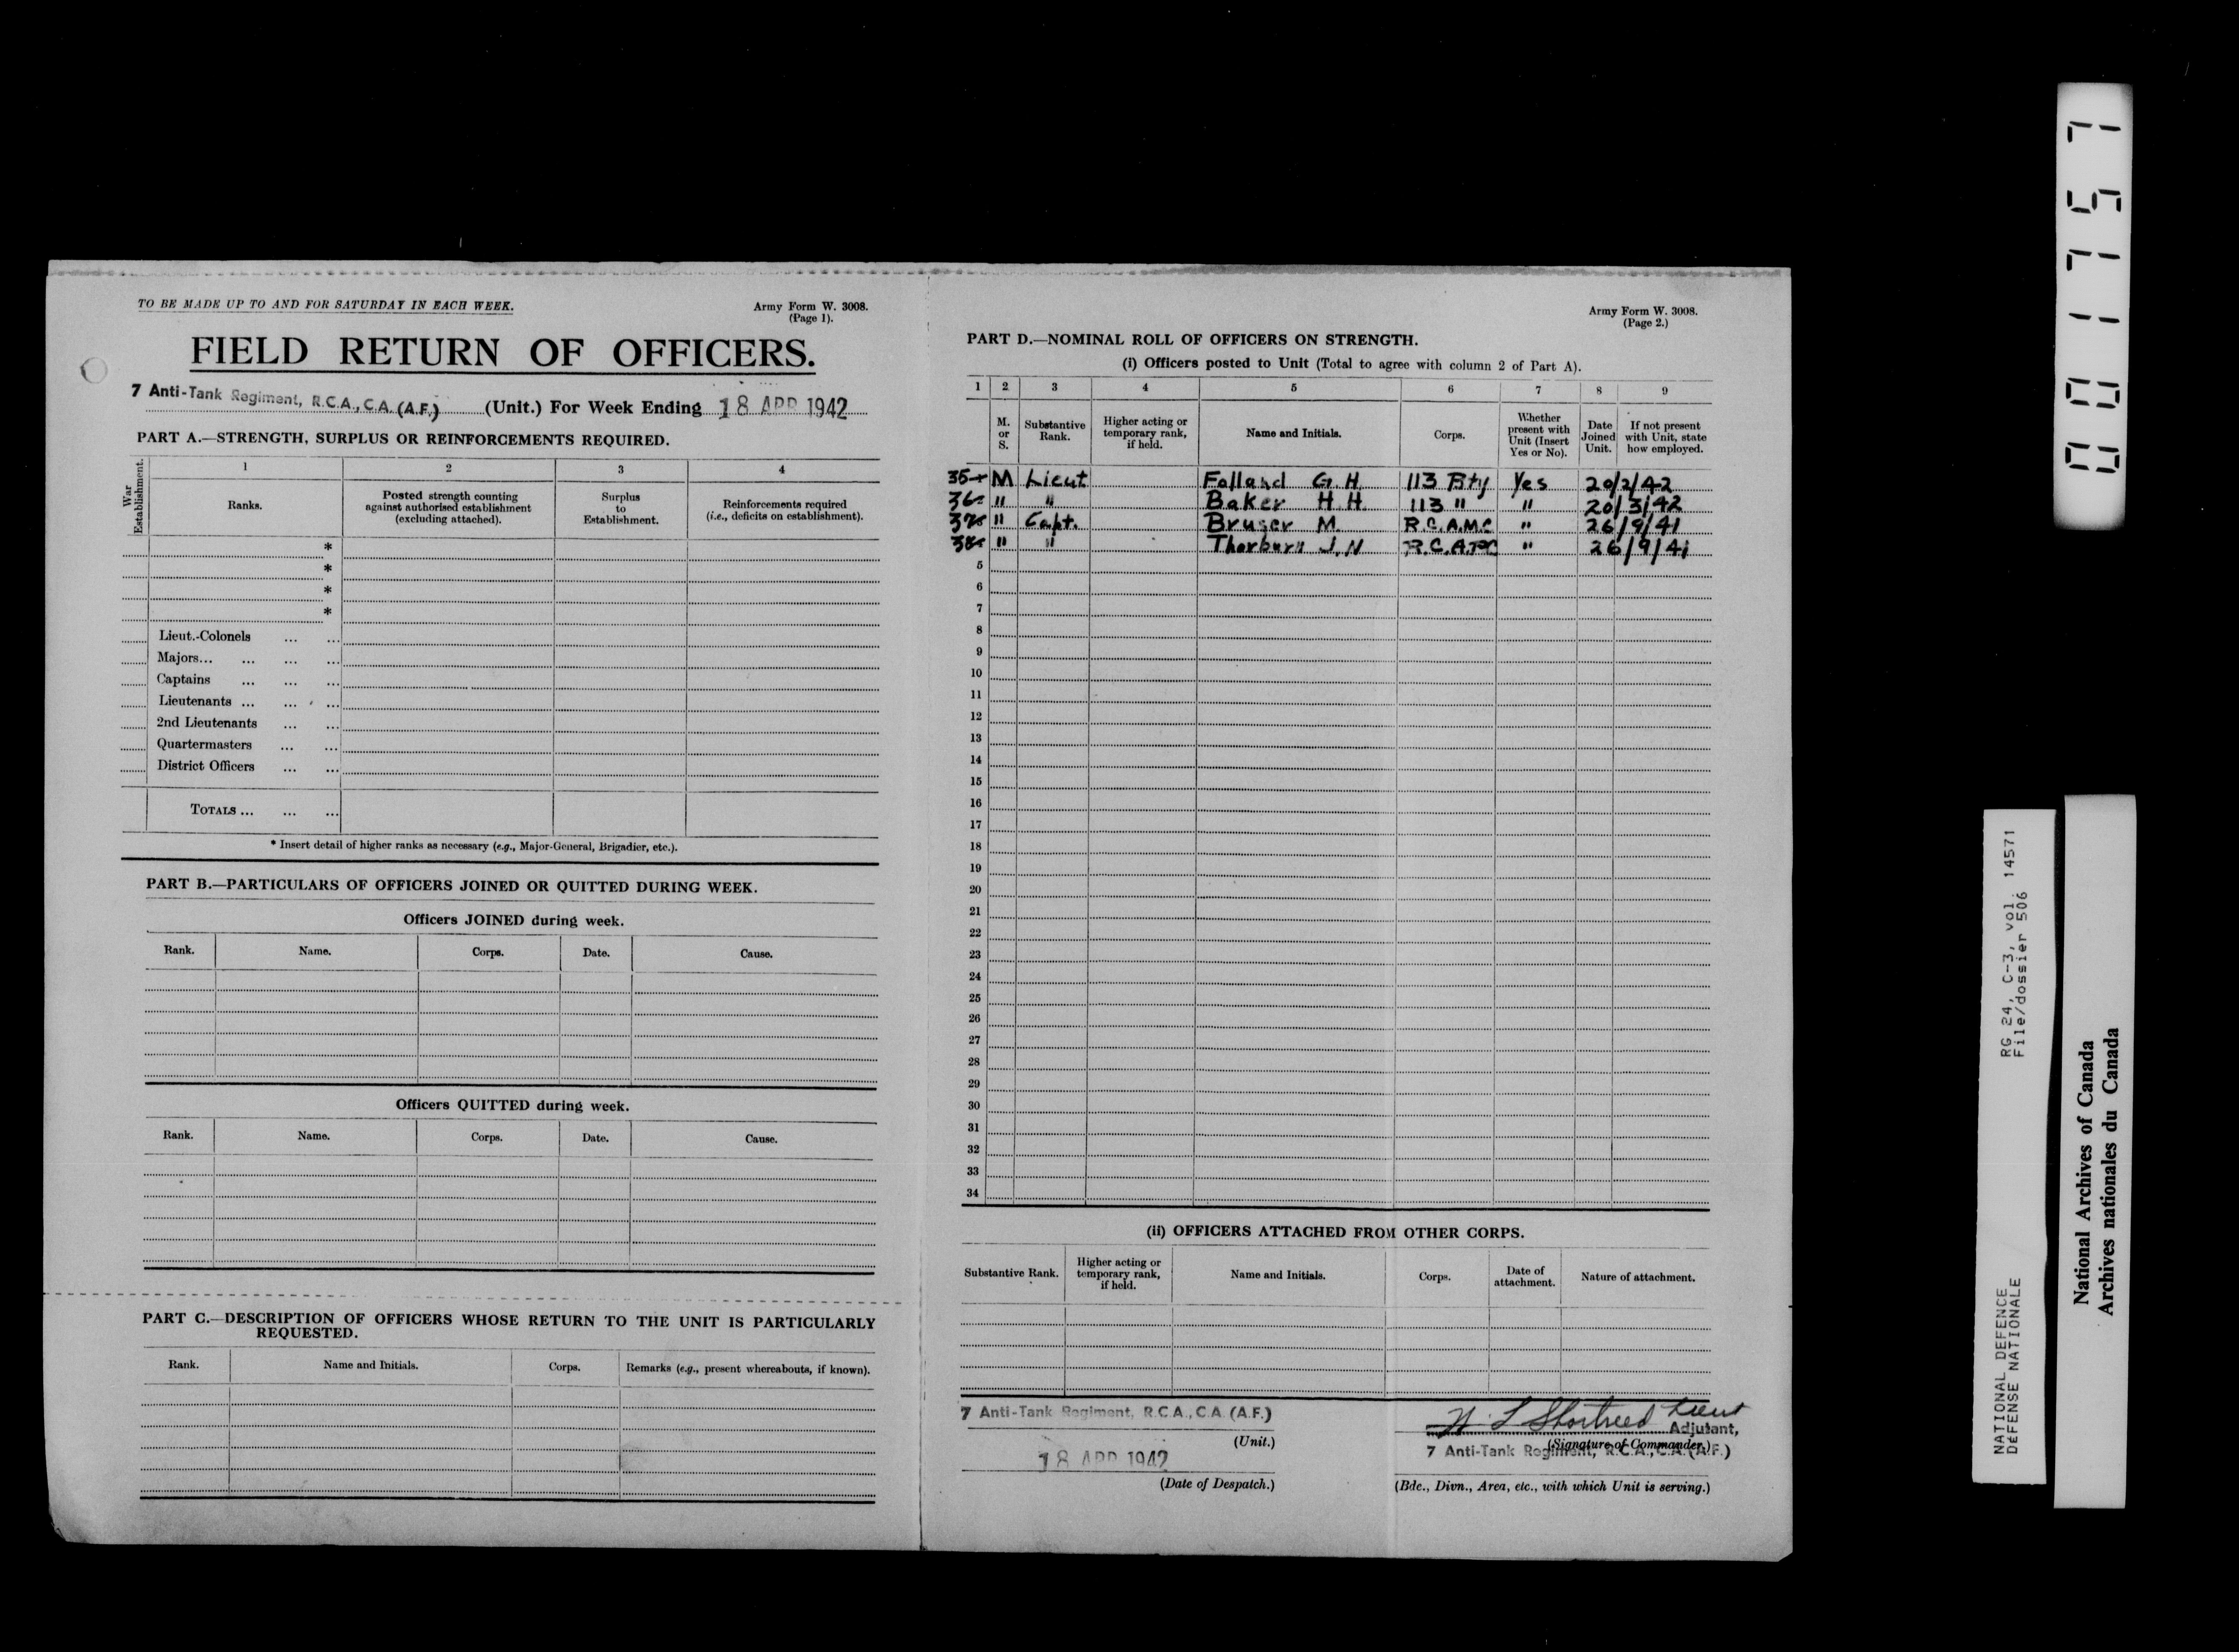 TO BE MADE UP TO AND FOR SATURDAY IN EACH WEEK.
Army Form W. 3008.
(Page 1).
FIELD RETURN OF OFFICERS.
7 Anti-Tank Regiment, R.C.A., C.A. (A.F.) (Unit.) For Week Ending 18 APR 1942
PART A.—STRENGTH, SURPLUS OR REINFORCEMENTS REQUIRED.
War Establishment.
1 2 3 4
Ranks.
Posted strength counting against authorised establishment (excluding attached).
Surplus to Establishment.
Reinforcements required (i.e., deficits on establishment).
*
*
*
*
Lieut.-Colonels ... ...
Majors... ... ... ...
Captains ... ... ...
Lieutenants ... ... ...
2nd Lieutenants ... ...
Quartermasters ... ...
District Officers ... ...
TOTALS ... ... ...
* Insert detail of higher ranks as necessary (e.g., Major-General, Brigadier, etc.).
PART B.—PARTICULARS OF OFFICERS JOINED OR QUITTED DURING WEEK.
Officers JOINED during week.
Rank. Name. Corps. Date. Cause.
Officers QUITTED during week.
Rank. Name. Corps. Date. Cause.
PART C.—DESCRIPTION OF OFFICERS WHOSE RETURN TO THE UNIT IS PARTICULARLY
REQUESTED.
Rank. Name and Initials. Corps. Remarks (e.g., present whereabouts, if known).
Army Form W. 3008.
(Page 2.)
PART D.—NOMINAL ROLL OF OFFICERS ON STRENGTH.
(i) Officers posted to Unit (Total to agree with column 2 of Part A).
1 2 3 4 5 6 7 8 9
M. or S.
Substantive Rank.
Higher acting or temporary rank, if held.
Name and Initials.
Corps.
Whether present with Unit (Insert Yes or No).
Date Joined Unit.
If not present with Unit, state how employed.
35 M Lieut Folland G H 113 Bty Yes 20/2/42
36 " " Baker H H 113 " " 20/3/42
37 " Capt. Bruser M. R.C.A.M.C " 26/9/41
38 " " Thorburn J.N " 26/9/41
5
6
7
8
9
10
11
12
13
14
15
16
17
18
19
20
21
22
23
24
25
26
27
28
29
30
31
32
33
34
(ii) OFFICERS ATTACHED FROM OTHER CORPS.
Substantive Rank.
Higher acting or temporary rank, if held.
Name and Initials.
Corps.
Date of attachment.
Nature of attachment.
7 Anti-Tank Regiment, R.C.A., C.A. (A.F.)
(Unit.)
18 APR 1942
(Date of Despatch.)
Shortreed Lieut
Adjutant,
(Signature of Commander.)
7 Anti-Tank Regiment, R.C.A., C.A. (A.F.)
(Bde., Divn., Area, etc., with which Unit is serving.)
0011757
NATIONAL DEFENCE RG 24, C-3, vol. 14571
DÉFENSE NATIONALE File/dossier 506
National Archives of Canada
Archives nationales du Canada